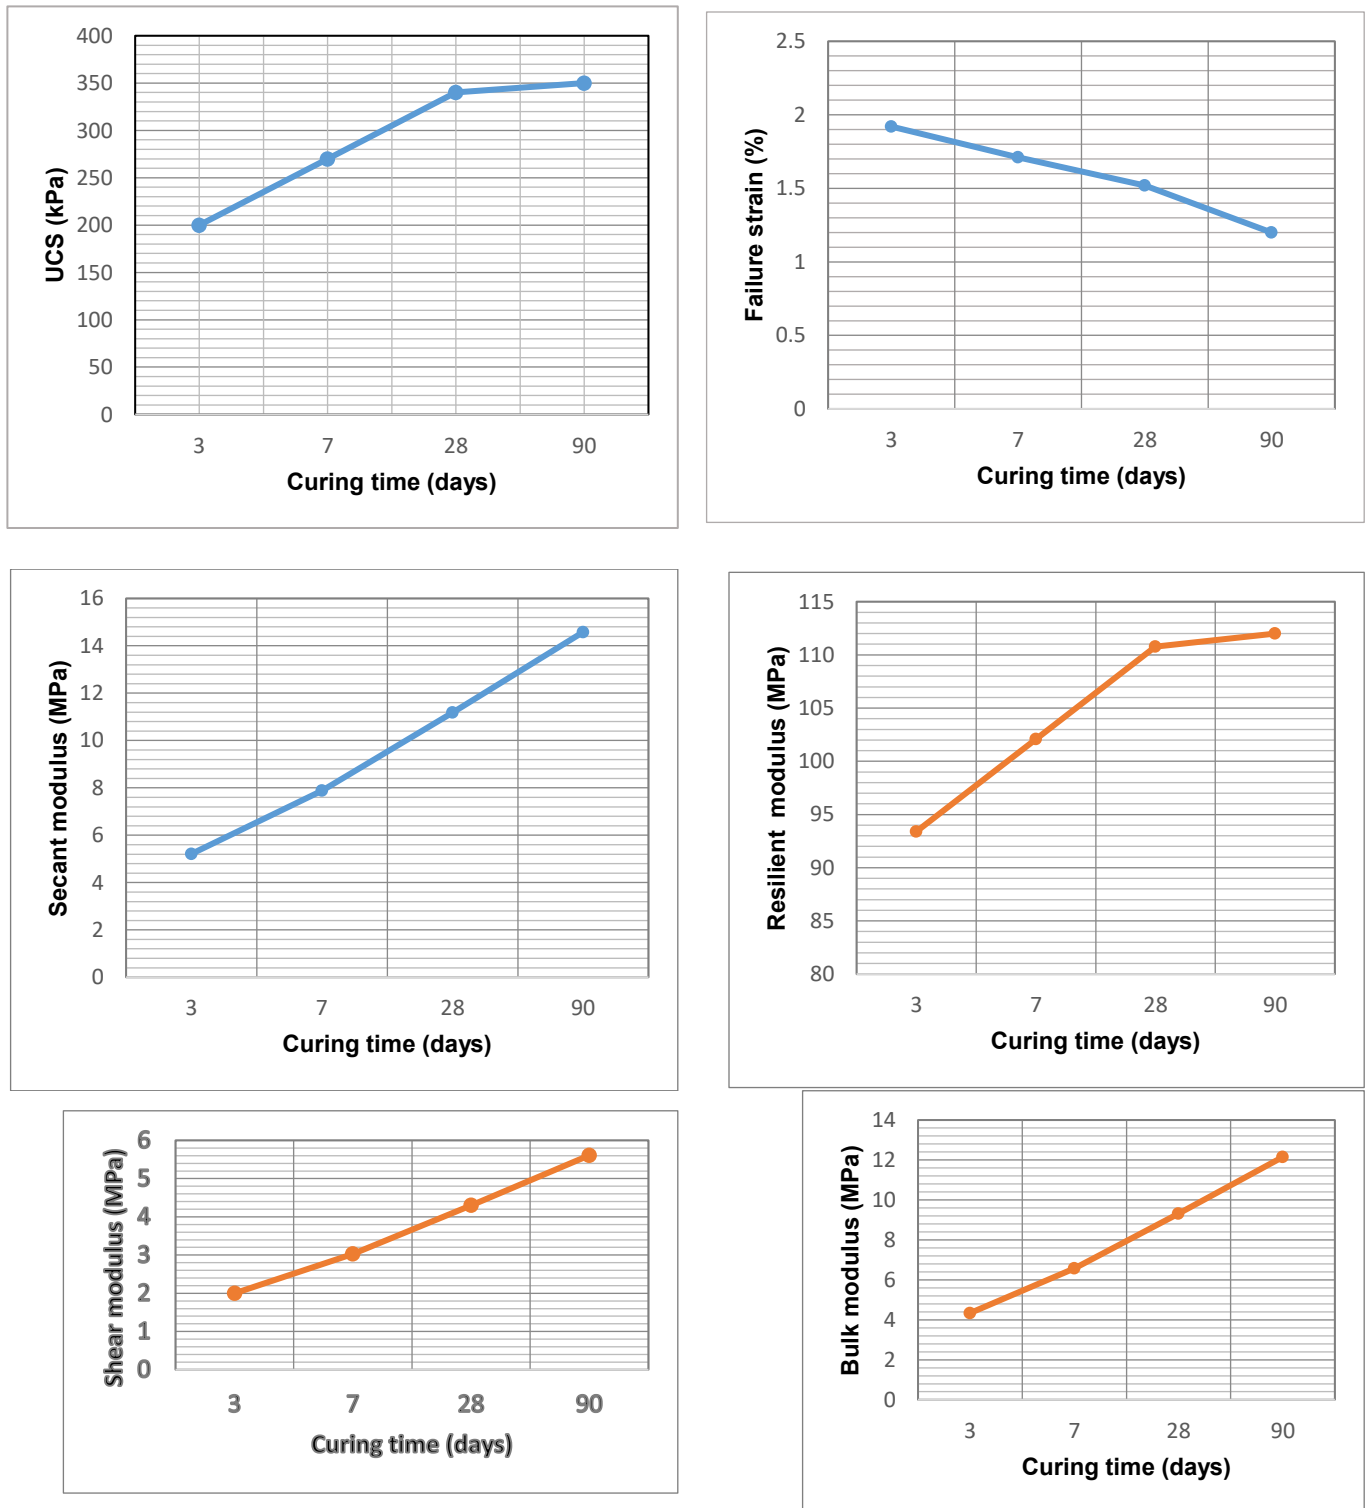 400
350
300
250
200
150
100
50
0
UCS (kPa)
3 7 28 90
Curing time (days)
2.5
2
1.5
1
0.5
0
Failure strain (%)
3 7 28 90
Curing time (days)
16
14
12
10
8
6
4
2
0
Secant modulus (MPa)
3 7 28 90
Curing time (days)
115
110
105
100
95
90
85
80
Resilient modulus (MPa)
3 7 28 90
Curing time (days)
6
5
4
3
2
1
0
Shear modulus (MPa)
3 7 28 90
Curing time (days)
14
12
10
8
6
4
2
0
Bulk modulus (MPa)
3 7 28 90
Curing time (days)